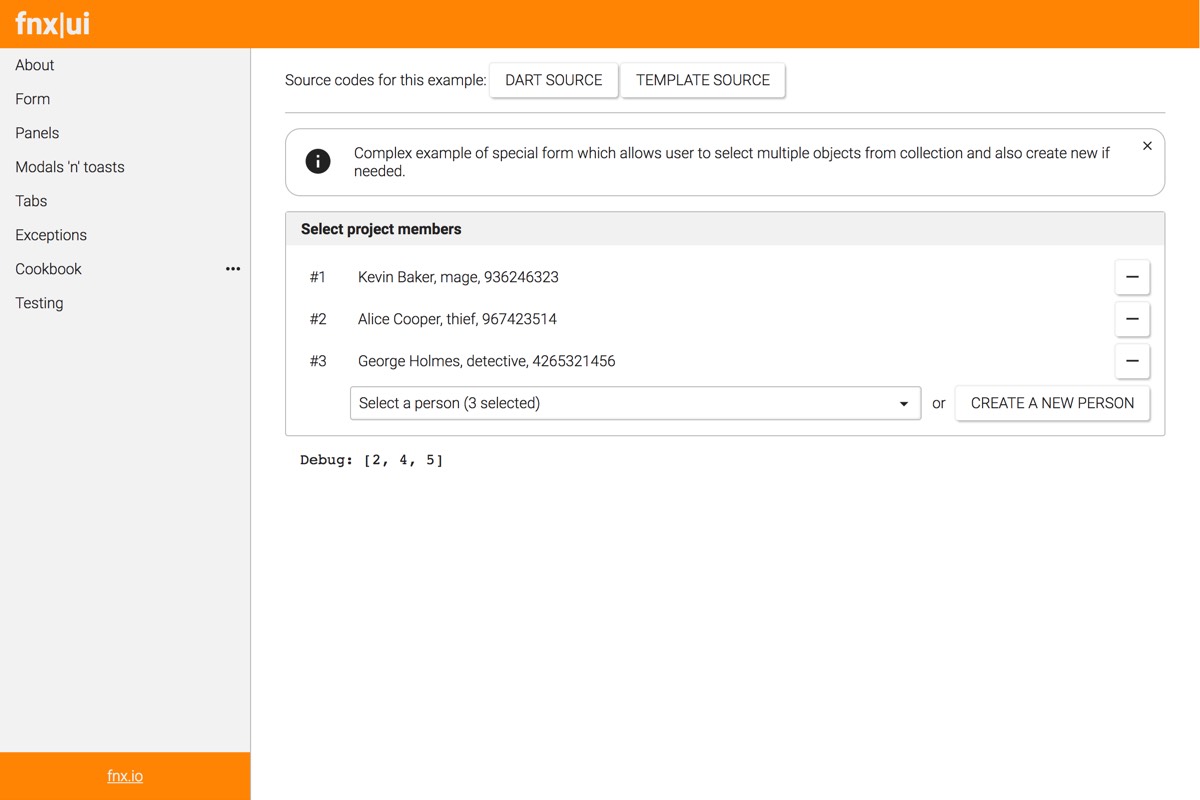 fnx|ui
About
Form
Panels
Modals 'n' toasts
Tabs
Exceptions
Cookbook
Testing
fnx.io
Source codes for this example: DART SOURCE TEMPLATE SOURCE
Complex example of special form which allows user to select multiple objects from collection and also create new if
needed.
Select project members
#1 Kevin Baker, mage, 936246323
#2 Alice Cooper, thief, 967423514
#3 George Holmes, detective, 4265321456
Select a person (3 selected) or CREATE A NEW PERSON
Debug: [2, 4, 5]